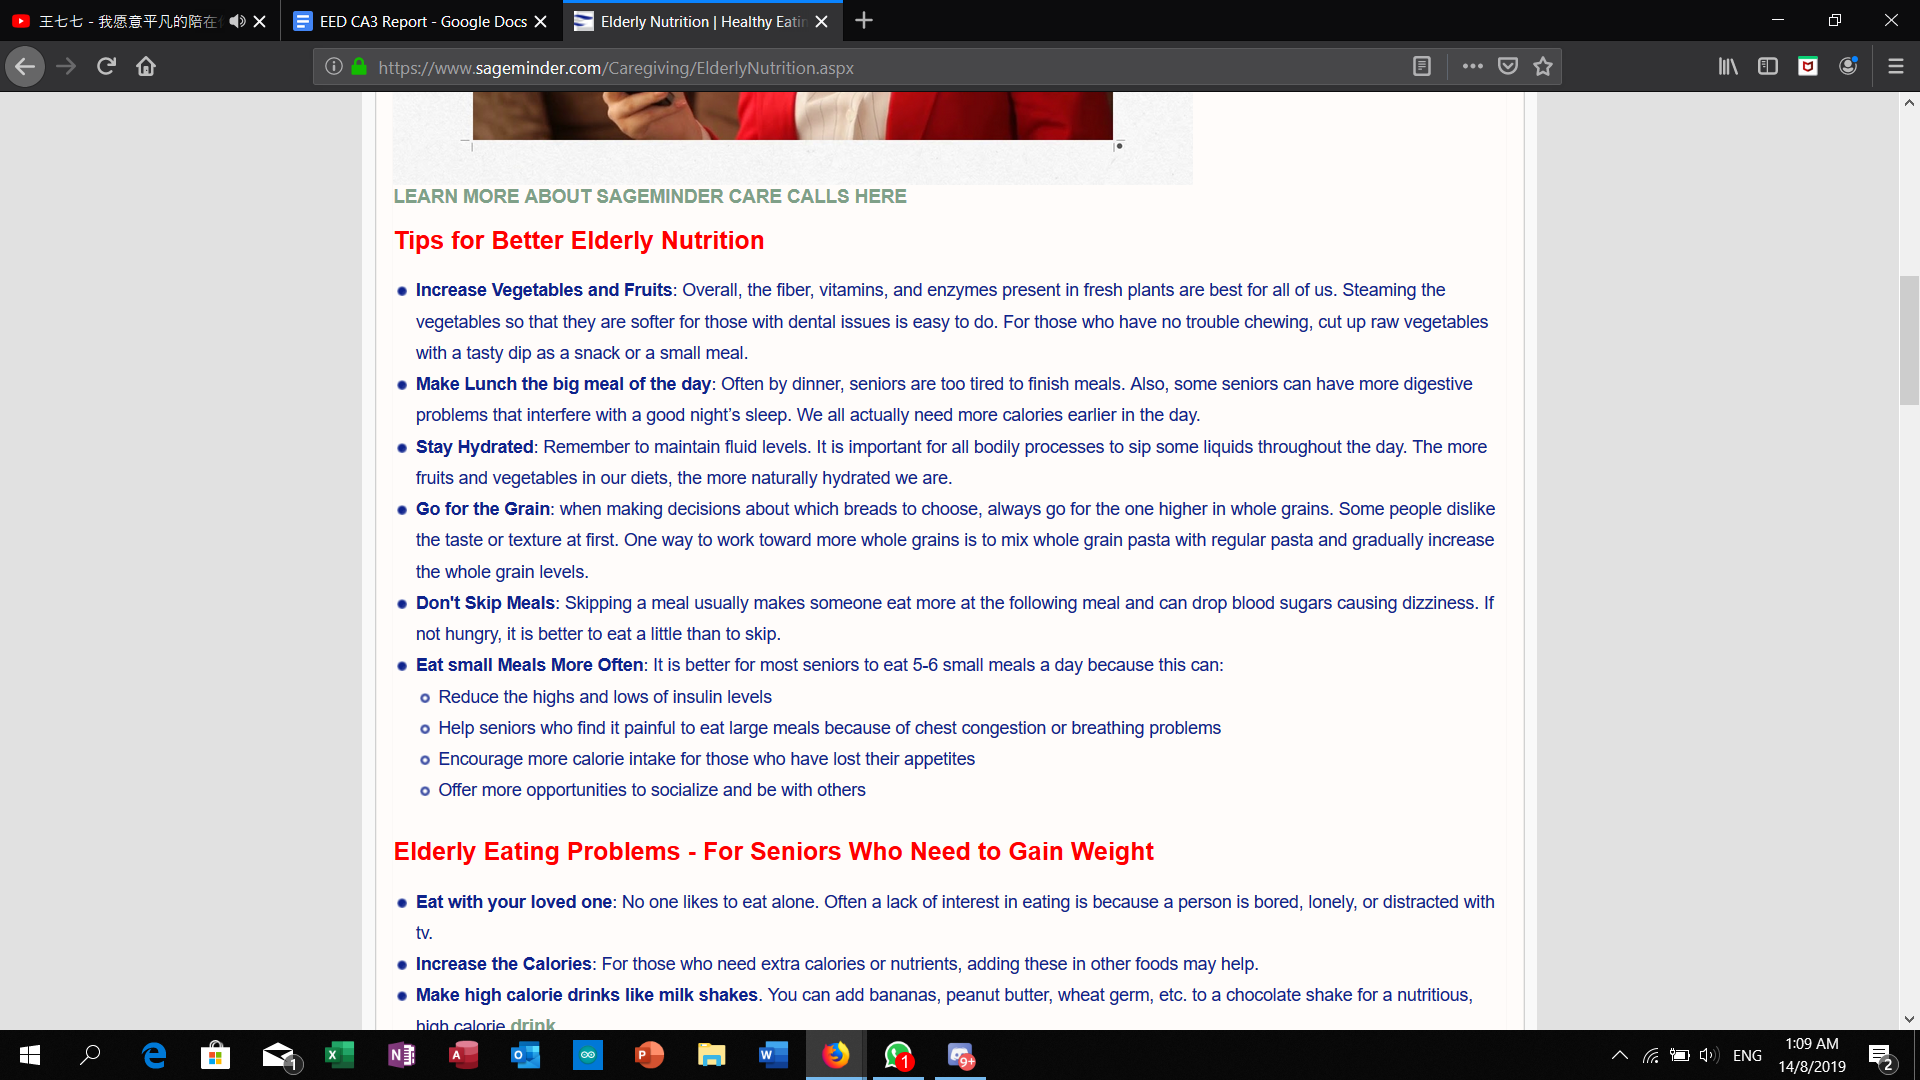 王七七 - 我愿意平凡的陪在
EED CA3 Report - Google Docs
Elderly Nutrition | Healthy Eatin
https://www.sageminder.com/Caregiving/ElderlyNutrition.aspx
LEARN MORE ABOUT SAGEMINDER CARE CALLS HERE
Tips for Better Elderly Nutrition
Increase Vegetables and Fruits: Overall, the fiber, vitamins, and enzymes present in fresh plants are best for all of us. Steaming the
vegetables so that they are softer for those with dental issues is easy to do. For those who have no trouble chewing, cut up raw vegetables
with a tasty dip as a snack or a small meal.
Make Lunch the big meal of the day: Often by dinner, seniors are too tired to finish meals. Also, some seniors can have more digestive
problems that interfere with a good night’s sleep. We all actually need more calories earlier in the day.
Stay Hydrated: Remember to maintain fluid levels. It is important for all bodily processes to sip some liquids throughout the day. The more
fruits and vegetables in our diets, the more naturally hydrated we are.
Go for the Grain: when making decisions about which breads to choose, always go for the one higher in whole grains. Some people dislike
the taste or texture at first. One way to work toward more whole grains is to mix whole grain pasta with regular pasta and gradually increase
the whole grain levels.
Don't Skip Meals: Skipping a meal usually makes someone eat more at the following meal and can drop blood sugars causing dizziness. If
not hungry, it is better to eat a little than to skip.
Eat small Meals More Often: It is better for most seniors to eat 5-6 small meals a day because this can:
Reduce the highs and lows of insulin levels
Help seniors who find it painful to eat large meals because of chest congestion or breathing problems
Encourage more calorie intake for those who have lost their appetites
Offer more opportunities to socialize and be with others
Elderly Eating Problems - For Seniors Who Need to Gain Weight
Eat with your loved one: No one likes to eat alone. Often a lack of interest in eating is because a person is bored, lonely, or distracted with
tv.
Increase the Calories: For those who need extra calories or nutrients, adding these in other foods may help.
Make high calorie drinks like milk shakes. You can add bananas, peanut butter, wheat germ, etc. to a chocolate shake for a nutritious,
high calorie drink
1
1
9+
ENG
1:09 AM
14/8/2019
2